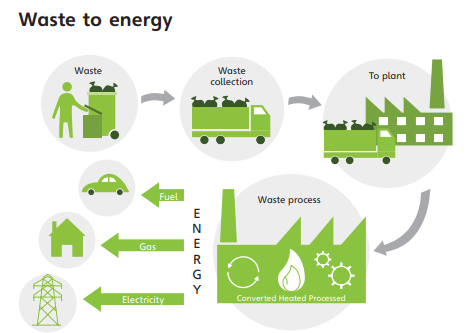 Waste to energy
Waste
Waste
collection
To plant
Waste process
Converted Heated Processed
E
N
E
R
G
Y
Fuel
Gas
Electricity